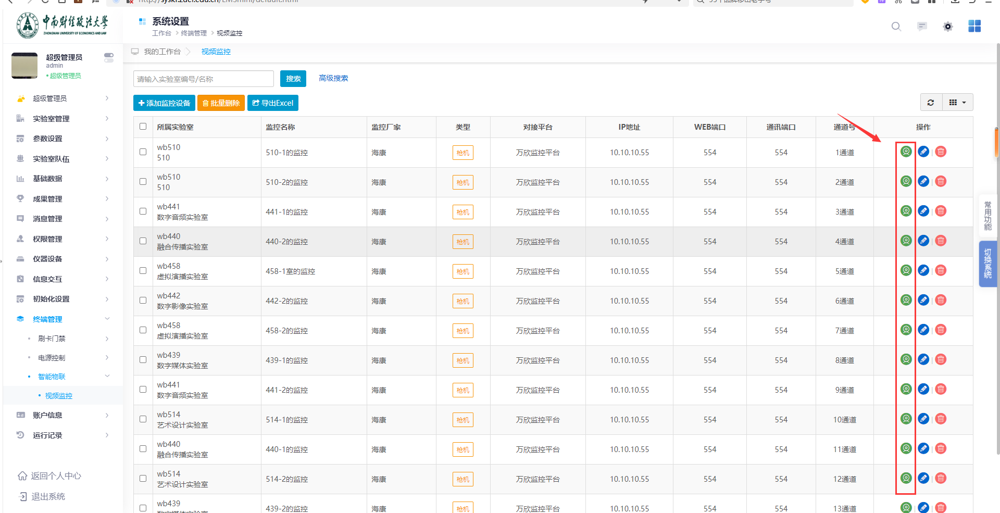 http://syskf.zuel.edu.cn/LIMSmini/default.html
中南财经政法大学
ZHONGNAN UNIVERSITY OF ECONOMICS AND LAW
系统设置
工作台 > 终端管理 > 视频监控
超级管理员
admin
•超级管理员
我的工作台 视频监控
请输入实验室编号/名称 搜索 高级搜索
添加监控设备 批量删除 导出Excel
超级管理员
实验室管理
参数设置
实验室队伍
基础数据
成果管理
消息管理
权限管理
仪器设备
信息交互
初始化设置
终端管理
刷卡门禁
电源控制
智能物联
视频监控
账户信息
运行记录
返回个人中心
退出系统
所属实验室 监控名称 监控厂家 类型 对接平台 IP地址 WEB端口 通讯端口 通道号 操作
wb510
510 510-1的监控 海康 枪机 万欣监控平台 10.10.10.55 554 554 1通道
wb510
510 510-2的监控 海康 枪机 万欣监控平台 10.10.10.55 554 554 2通道
wb441
数字音频实验室 441-1的监控 海康 枪机 万欣监控平台 10.10.10.55 554 554 3通道
wb440
融合传播实验室 440-2的监控 海康 枪机 万欣监控平台 10.10.10.55 554 554 4通道
wb458
虚拟演播实验室 458-1室的监控 海康 枪机 万欣监控平台 10.10.10.55 554 554 5通道
wb442
数字影像实验室 442-2的监控 海康 枪机 万欣监控平台 10.10.10.55 554 554 6通道
wb458
虚拟演播实验室 458-2的监控 海康 枪机 万欣监控平台 10.10.10.55 554 554 7通道
wb439
数字媒体实验室 439-1的监控 海康 枪机 万欣监控平台 10.10.10.55 554 554 8通道
wb441
数字音频实验室 441-2的监控 海康 枪机 万欣监控平台 10.10.10.55 554 554 9通道
wb514
艺术设计实验室 514-1的监控 海康 枪机 万欣监控平台 10.10.10.55 554 554 10通道
wb440
融合传播实验室 440-1的监控 海康 枪机 万欣监控平台 10.10.10.55 554 554 11通道
wb514
艺术设计实验室 514-2的监控 海康 枪机 万欣监控平台 10.10.10.55 554 554 12通道
wb439
数字媒体实验室 439-2的监控 海康 枪机 万欣监控平台 10.10.10.55 554 554 13通道
常用功能
切换系统